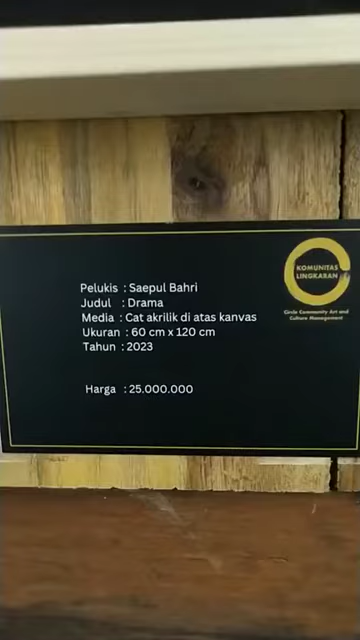 KOMUNITAS
LINGKARAN
Circle Community Art and
Culture Management
Pelukis : Saepul Bahri
Judul : Drama
Media : Cat akrilik di atas kanvas
Ukuran : 60 cm x 120 cm
Tahun : 2023
Harga : 25.000.000